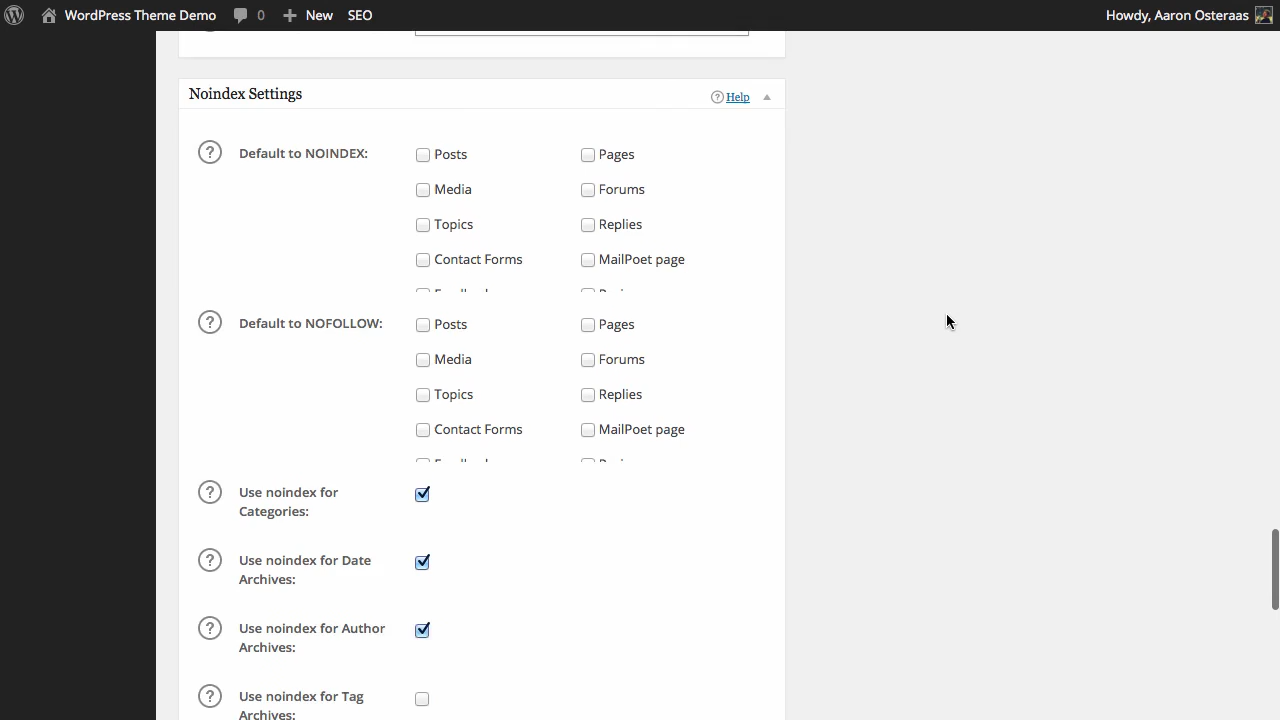 WordPress Theme Demo 0 New SEO Howdy, Aaron Osteraas
Noindex Settings
? Help
? Default to NOINDEX: Posts Pages
Media Forums
Topics Replies
Contact Forms MailPoet page
? Default to NOFOLLOW: Posts Pages
Media Forums
Topics Replies
Contact Forms MailPoet page
? Use noindex for
Categories:
? Use noindex for Date
Archives:
? Use noindex for Author
Archives:
? Use noindex for Tag
Archives: